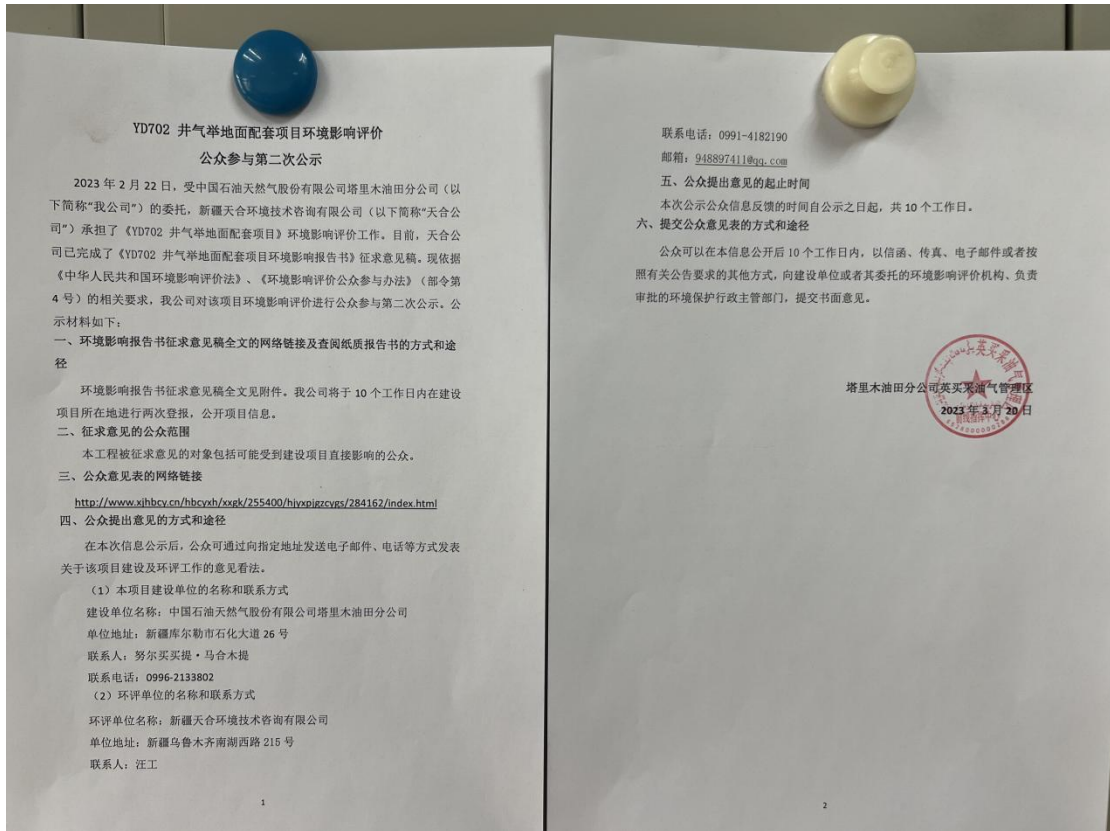 YD702 井气举地面配套项目环境影响评价
公众参与第二次公示
2023 年 2 月 22 日，受中国石油天然气股份有限公司塔里木油田分公司（以
下简称“我公司”）的委托，新疆天合环境技术咨询有限公司（以下简称“天合公
司”）承担了《YD702 井气举地面配套项目》环境影响评价工作。目前，天合公
司已完成了《YD702 井气举地面配套项目环境影响报告书》征求意见稿。现依据
《中华人民共和国环境影响评价法》、《环境影响评价公众参与办法》（部令第
4 号）的相关要求，我公司对该项目环境影响评价进行公众参与第二次公示。公
示材料如下：
一、环境影响报告书征求意见稿全文的网络链接及查阅纸质报告书的方式和途
径
环境影响报告书征求意见稿全文见附件。我公司将于 10 个工作日内在建设
项目所在地进行两次登报，公开项目信息。
二、征求意见的公众范围
本工程被征求意见的对象包括可能受到建设项目直接影响的公众。
三、公众意见表的网络链接
http://www.xjhbcy.cn/hbcyxh/xxgk/255400/hjyxpjgzcygs/284162/index.html
四、公众提出意见的方式和途径
在本次信息公示后，公众可通过向指定地址发送电子邮件、电话等方式发表
关于该项目建设及环评工作的意见看法。
（1）本项目建设单位的名称和联系方式
建设单位名称：中国石油天然气股份有限公司塔里木油田分公司
单位地址：新疆库尔勒市石化大道 26 号
联系人：努尔买买提·马合木提
联系电话：0996-2133802
（2）环评单位的名称和联系方式
环评单位名称：新疆天合环境技术咨询有限公司
单位地址：新疆乌鲁木齐南湖西路 215 号
联系人：汪工
1
联系电话：0991-4182190
邮箱：948897411@qq.com
五、公众提出意见的起止时间
本次公示公众信息反馈的时间自公示之日起，共 10 个工作日。
六、提交公众意见表的方式和途径
公众可以在本信息公开后 10 个工作日内，以信函、传真、电子邮件或者按
照有关公告要求的其他方式，向建设单位或者其委托的环境影响评价机构、负责
审批的环境保护行政主管部门，提交书面意见。
塔里木油田分公司英买采油气管理区
2023 年 3 月 20 日
2